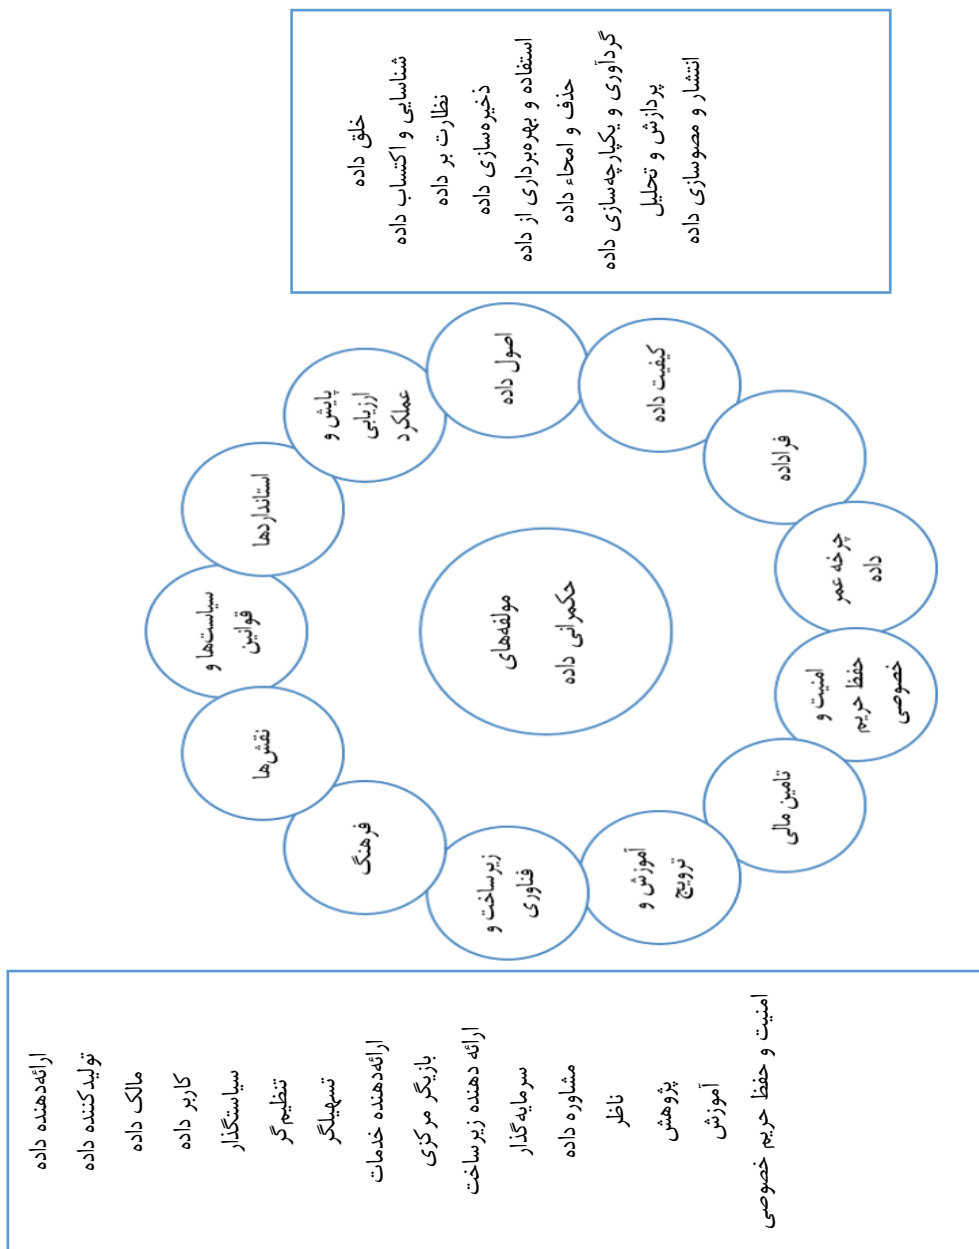 خلق داده
شناسایی و اکتساب داده
نظارت بر داده
ذخیره‌سازی داده
استفاده و بهره‌برداری از داده
حذف و امحاء داده
گردآوری و یکپارچه‌سازی داده
پردازش و تحلیل
انتشار و مصوسازی داده
مولفه‌های
حکمرانی داده
سیاست‌ها و
قوانین
استانداردها
پایش و
ارزیابی
عملکرد
اصول داده
کیفیت داده
فراداده
چرخه عمر
داده
امنیت و
حفظ حریم
خصوصی
تامین مالی
آموزش و
ترویج
زیرساخت و
فناوری
فرهنگ
نقش‌ها
ارائه‌دهنده داده
تولیدکننده داده
مالک داده
کاربر داده
سیاستگذار
تنظیم‌گر
تسهیلگر
ارائه‌دهنده خدمات
بازیگر مرکزی
ارائه دهنده زیرساخت
سرمایه‌گذار
مشاوره داده
ناظر
پژوهش
آموزش
امنیت و حفظ حریم خصوصی